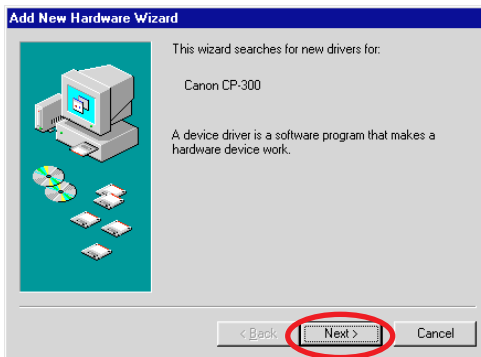 Add New Hardware Wizard
This wizard searches for new drivers for:
Canon CP-300
A device driver is a software program that makes a
hardware device work.
< Back
Next >
Cancel